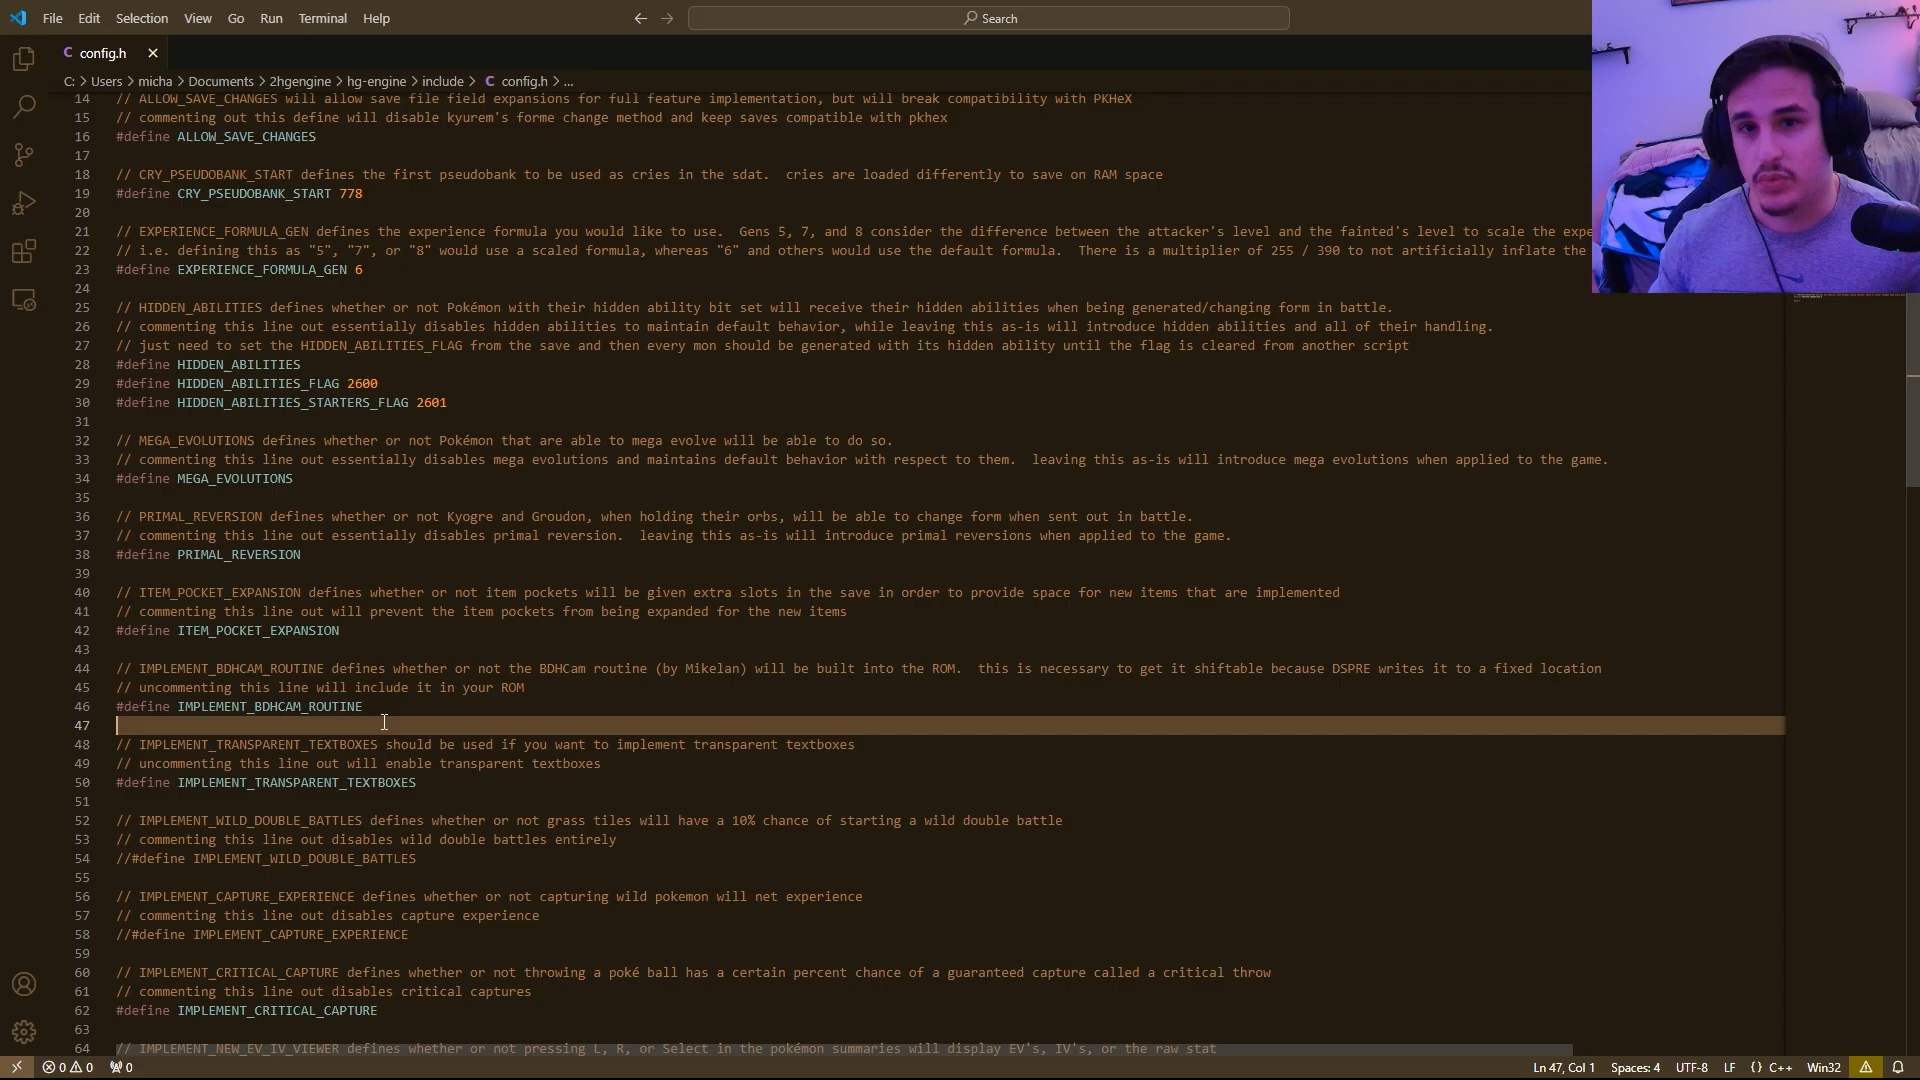 File Edit Selection View Go Run Terminal Help
Search
C config.h
C: > Users > micha > Documents > 2hgengine > hg-engine > include > C config.h > ...
14 // ALLOW_SAVE_CHANGES will allow save file field expansions for full feature implementation, but will break compatibility with PKHeX
15 // commenting out this define will disable kyurem's forme change method and keep saves compatible with pkhex
16 #define ALLOW_SAVE_CHANGES
17
18 // CRY_PSEUDOBANK_START defines the first pseudobank to be used as cries in the sdat.  cries are loaded differently to save on RAM space
19 #define CRY_PSEUDOBANK_START 778
20
21 // EXPERIENCE_FORMULA_GEN defines the experience formula you would like to use.  Gens 5, 7, and 8 consider the difference between the attacker's level and the fainted's level to scale the expe
22 // i.e. defining this as "5", "7", or "8" would use a scaled formula, whereas "6" and others would use the default formula.  There is a multiplier of 255 / 390 to not artificially inflate the
23 #define EXPERIENCE_FORMULA_GEN 6
24
25 // HIDDEN_ABILITIES defines whether or not Pokémon with their hidden ability bit set will receive their hidden abilities when being generated/changing form in battle.
26 // commenting this line essentially disables hidden abilities to maintain default behavior, while leaving this as-is will introduce hidden abilities and all of their handling.
27 // just need to set the HIDDEN_ABILITIES_FLAG from the save and then every mon should be generated with its hidden ability until the flag is cleared from another script
28 #define HIDDEN_ABILITIES
29 #define HIDDEN_ABILITIES_FLAG 2600
30 #define HIDDEN_ABILITIES_STARTERS_FLAG 2601
31
32 // MEGA_EVOLUTIONS defines whether or not Pokémon that are able to mega evolve will be able to do so.
33 // commenting this line out essentially disables mega evolutions and maintains default behavior with respect to them.  leaving this as-is will introduce mega evolutions when applied to the game.
34 #define MEGA_EVOLUTIONS
35
36 // PRIMAL_REVERSION defines whether or not Kyogre and Groudon, when holding their orbs, will be able to change form when sent out in battle.
37 // commenting this line out essentially disables primal reversion.  leaving this as-is will introduce primal reversions when applied to the game.
38 #define PRIMAL_REVERSION
39
40 // ITEM_POCKET_EXPANSION defines whether or not item pockets will be given extra slots in the save in order to provide space for new items that are implemented
41 // commenting this line out will prevent the item pockets from being expanded for the new items
42 #define ITEM_POCKET_EXPANSION
43
44 // IMPLEMENT_BDHCAM_ROUTINE defines whether or not the BDHCam routine (by Mikelan) will be built into the ROM.  this is necessary to get it shiftable because DSPRE writes it to a fixed location
45 // uncommenting this line will include it in your ROM
46 #define IMPLEMENT_BDHCAM_ROUTINE
47
48 // IMPLEMENT_TRANSPARENT_TEXTBOXES should be used if you want to implement transparent textboxes
49 // uncommenting this line out will enable transparent textboxes
50 #define IMPLEMENT_TRANSPARENT_TEXTBOXES
51
52 // IMPLEMENT_WILD_DOUBLE_BATTLES defines whether or not grass tiles will have a 10% chance of starting a wild double battle
53 // commenting this line out disables wild double battles entirely
54 //#define IMPLEMENT_WILD_DOUBLE_BATTLES
55
56 // IMPLEMENT_CAPTURE_EXPERIENCE defines whether or not capturing wild pokemon will net experience
57 // commenting this line out disables capture experience
58 //#define IMPLEMENT_CAPTURE_EXPERIENCE
59
60 // IMPLEMENT_CRITICAL_CAPTURE defines whether or not throwing a poké ball has a certain percent chance of a guaranteed capture called a critical throw
61 // commenting this line out disables critical captures
62 #define IMPLEMENT_CRITICAL_CAPTURE
63
64 // IMPLEMENT_NEW_EV_IV_VIEWER defines whether or not pressing L, R, or Select in the pokémon summaries will display EV's, IV's, or the raw stat
0 0 0 Ln 47, Col 1 Spaces: 4 UTF-8 LF {} C++ Win32